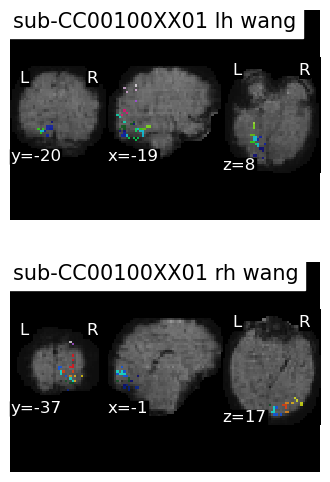 sub-CC00100XX01 lh wang
L R L R
y=-20 x=-19 z=8
sub-CC00100XX01 rh wang
L R L R
y=-37 x=-1 z=17